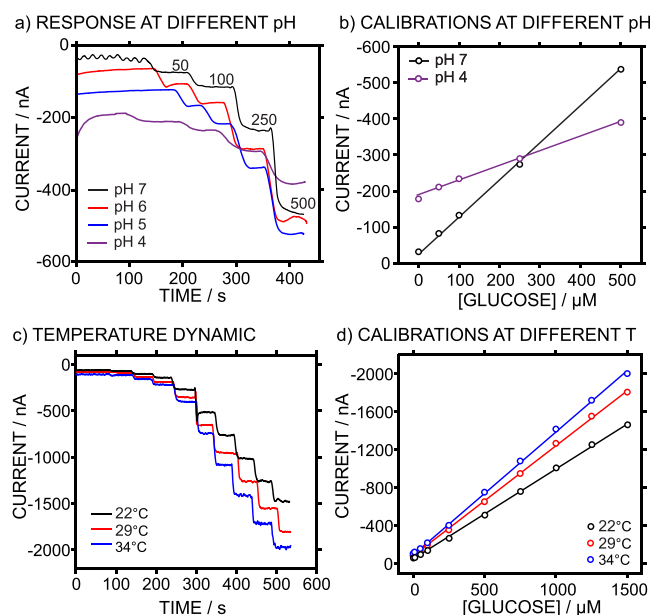 a) RESPONSE AT DIFFERENT pH
0
-200
-400
-600
CURRENT / nA
50
100
250
500
pH 7
pH 6
pH 5
pH 4
0 100 200 300 400 500
TIME / s
b) CALIBRATIONS AT DIFFERENT pH
-600
-500
-400
-300
-200
-100
0
CURRENT / nA
pH 7
pH 4
0 100 200 300 400 500
[GLUCOSE] / µM
c) TEMPERATURE DYNAMIC
0
-500
-1000
-1500
-2000
CURRENT / nA
22°C
29°C
34°C
0 100 200 300 400 500 600
TIME / s
d) CALIBRATIONS AT DIFFERENT T
-2000
-1600
-1200
-800
-400
0
CURRENT / nA
22°C
29°C
34°C
0 500 1000 1500
[GLUCOSE] / µM